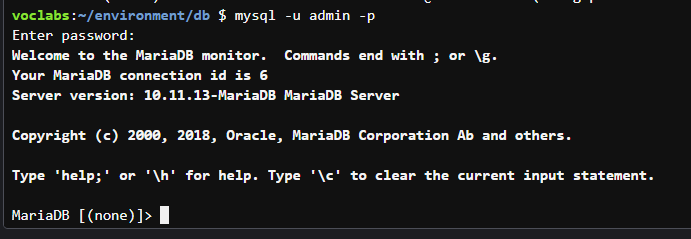 voclabs:~/environment/db $ mysql -u admin -p
Enter password:
Welcome to the MariaDB monitor.  Commands end with ; or \g.
Your MariaDB connection id is 6
Server version: 10.11.13-MariaDB MariaDB Server
Copyright (c) 2000, 2018, Oracle, MariaDB Corporation Ab and others.
Type 'help;' or '\h' for help. Type '\c' to clear the current input statement.
MariaDB [(none)]>